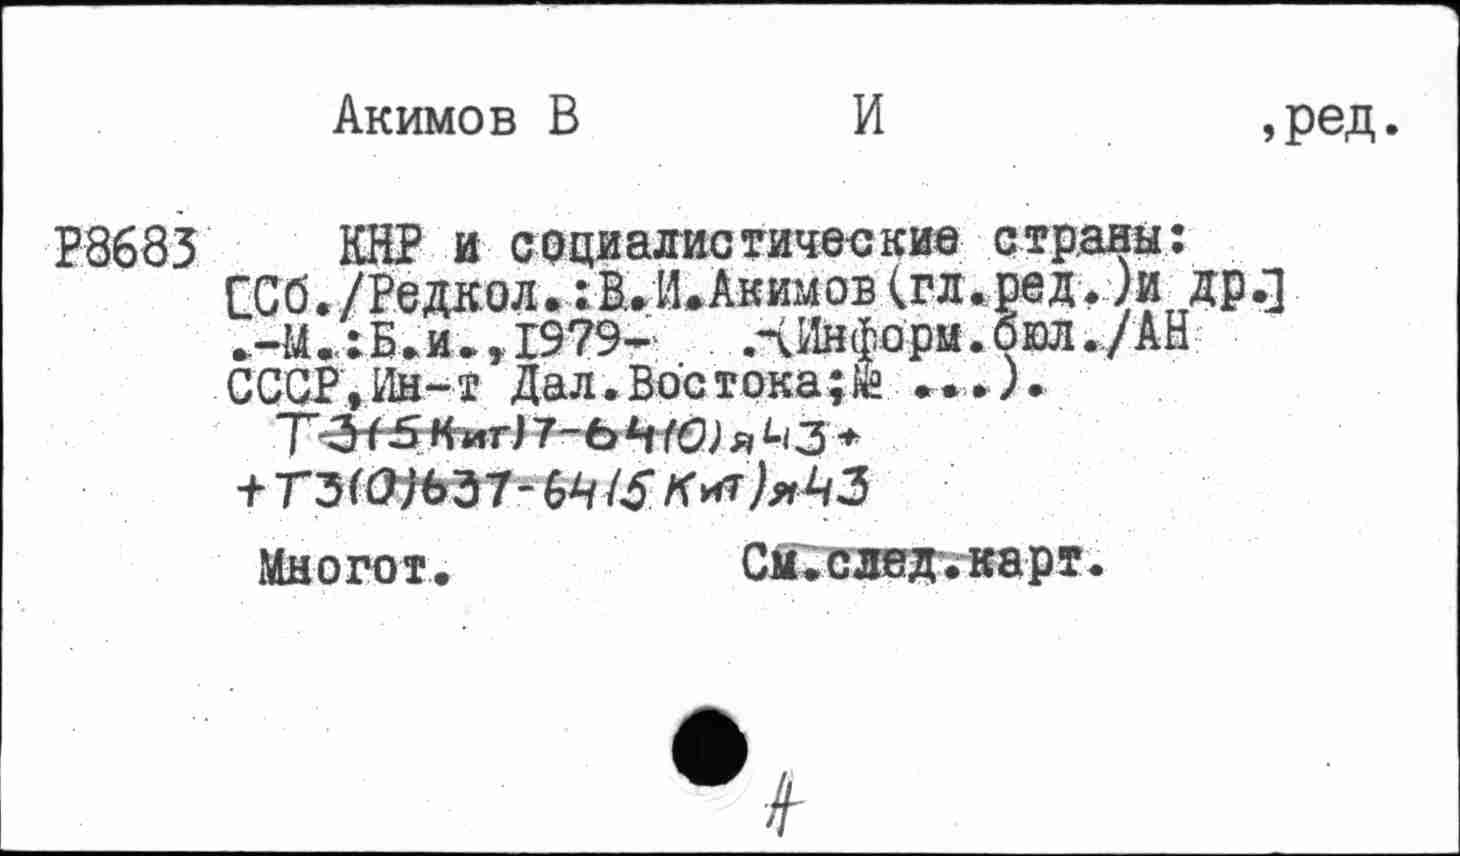 Акимов В И ,ред.
Р8683 КНР и социалистические страны:
[Сб./Редкол.:В.И.Акимов(гл.ред.)и др.]
.-М.:Б.и.,1979- .-(Информ.бюл./АН
СССР,Ин-т Дал.Востока;№ ...).
Т3(5Кит)7-64(0)я43+
+Т3(0)637-64(5Кит)я43
Многот. См.след.карт.
А